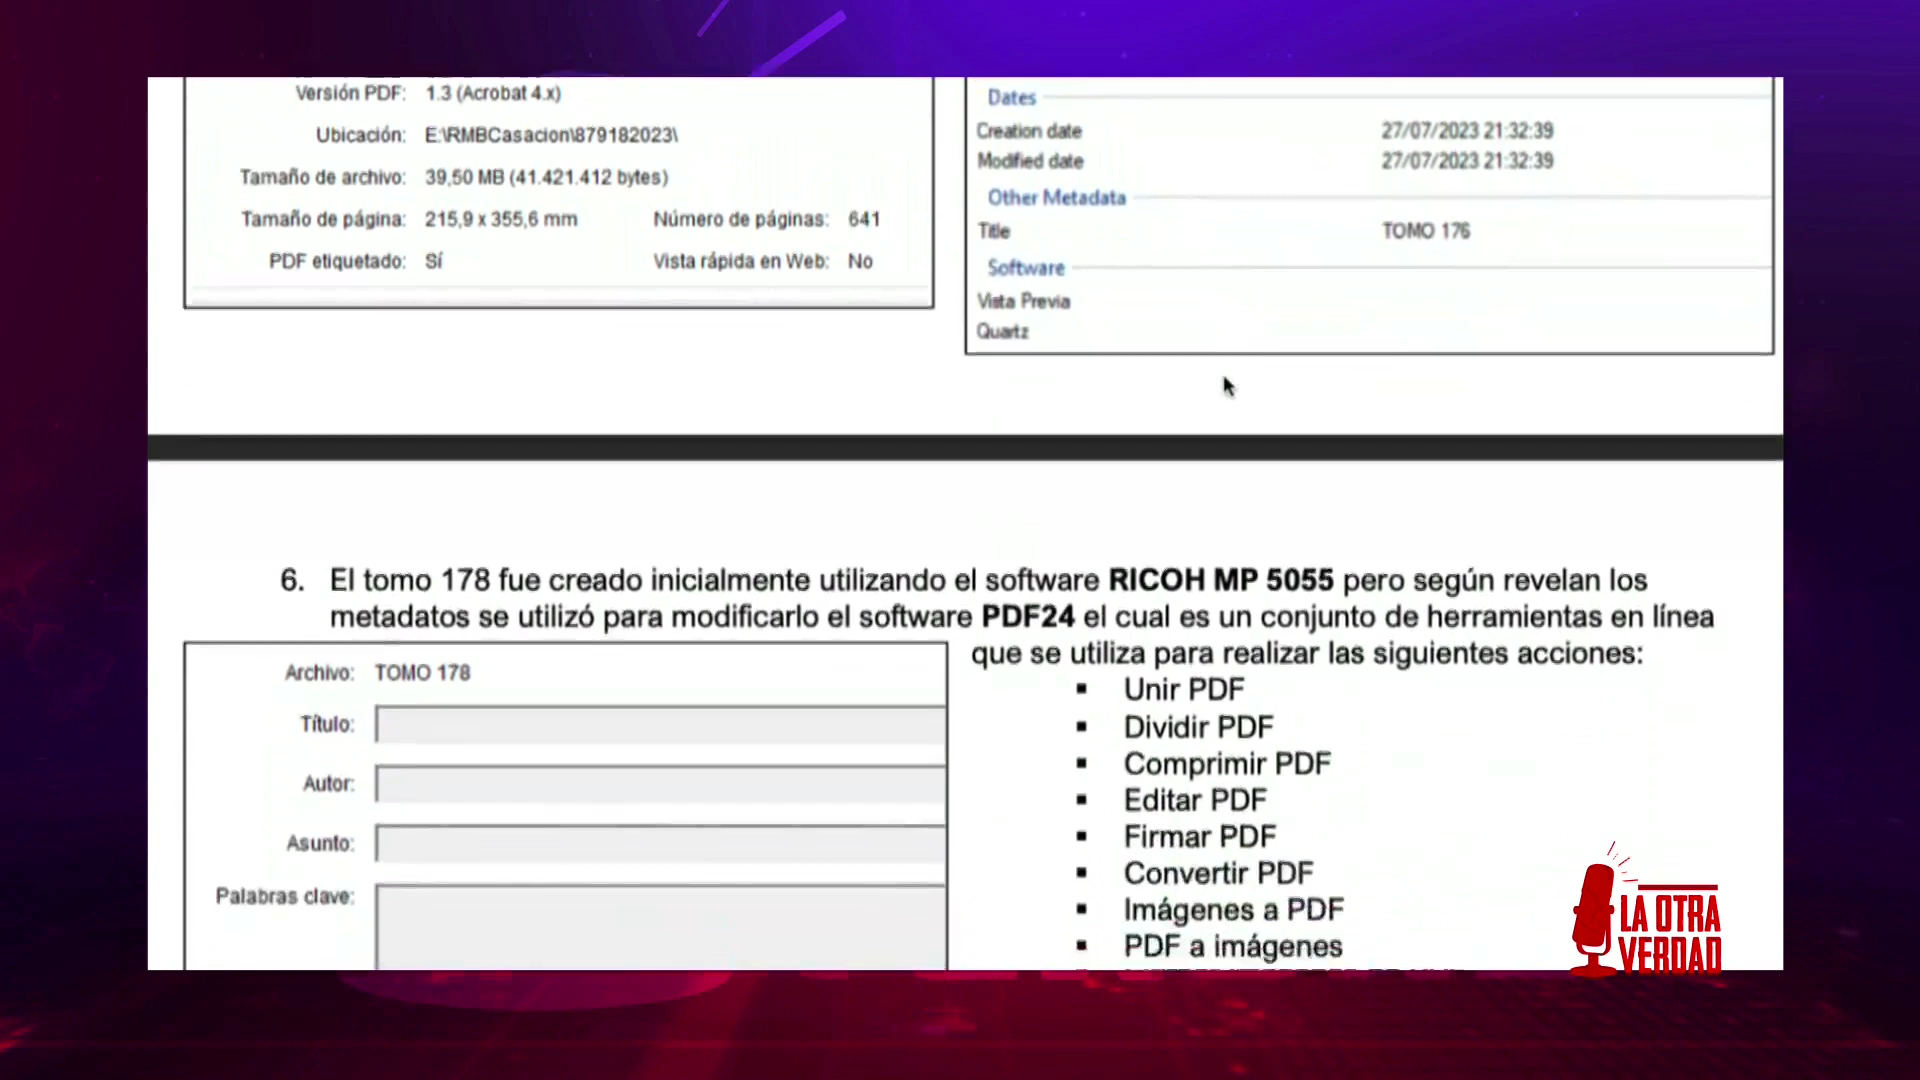 Versión PDF: 1.3 (Acrobat 4.x)
Ubicación: E:\RMBCasacion\879182023\
Tamaño de archivo: 39,50 MB (41.421.412 bytes)
Tamaño de página: 215,9 x 355,6 mm Número de páginas: 641
PDF etiquetado: Sí Vista rápida en Web: No
Dates
Creation date 27/07/2023 21:32:39
Modified date 27/07/2023 21:32:39
Other Metadata
Title TOMO 176
Software
Vista Previa
Quartz
6. El tomo 178 fue creado inicialmente utilizando el software RICOH MP 5055 pero según revelan los
metadatos se utilizó para modificarlo el software PDF24 el cual es un conjunto de herramientas en línea
que se utiliza para realizar las siguientes acciones:
Archivo: TOMO 178
Título:
Autor:
Asunto:
Palabras clave:
▪ Unir PDF
▪ Dividir PDF
▪ Comprimir PDF
▪ Editar PDF
▪ Firmar PDF
▪ Convertir PDF
▪ Imágenes a PDF
▪ PDF a imágenes
LA OTRA
VERDAD